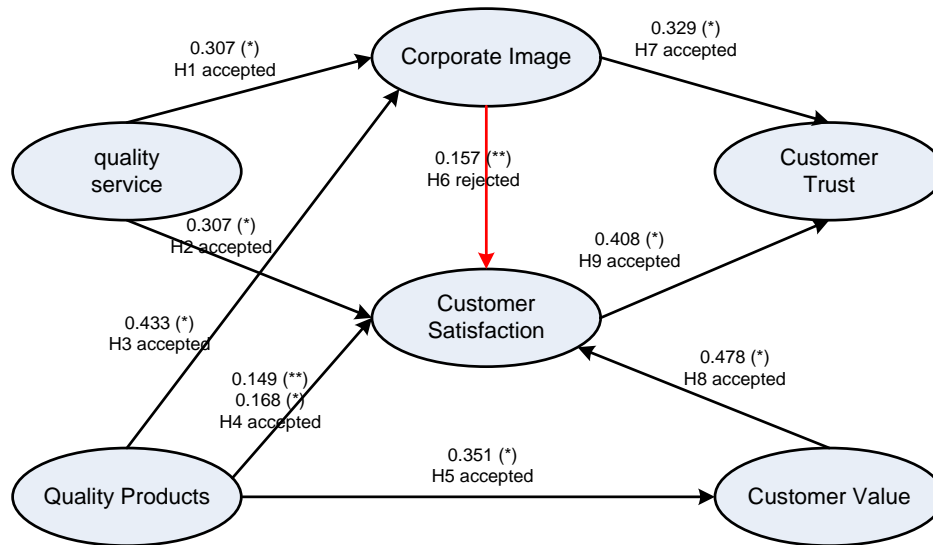 0.307 (*)
H1 accepted
Corporate Image
0.329 (*)
H7 accepted
quality
service
0.157 (**)
H6 rejected
Customer
Trust
0.307 (*)
H2 accepted
0.408 (*)
H9 accepted
Customer
Satisfaction
0.433 (*)
H3 accepted
0.149 (**)
0.168 (*)
H4 accepted
0.478 (*)
H8 accepted
0.351 (*)
H5 accepted
Quality Products
Customer Value